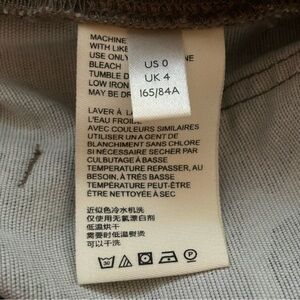 MACHINE
WITH LIKE
USE ONLY NE
BLEACH
TUMBLE D
LOW IRON
MAY BE DR
US 0
UK 4
165/84A
LAVER À L
L'EAU FROIDE
AVEC COULEURS SIMILAIRES
UTILISER UN AGENT DE
BLANCHIMENT SANS CHLORE
SI NÉCESSAIRE SÉCHER PAR
CULBUTAGE À BASSE
TEMPÉRATURE REPASSER, AU
BESOIN, À TRÈS BASSE
TEMPÉRATURE PEUT-ÊTRE
ÊTRE NETTOYÉE À SEC
近似色冷水机洗
仅使用无氯漂白剂
低温烘干
需要时低温熨烫
可以干洗